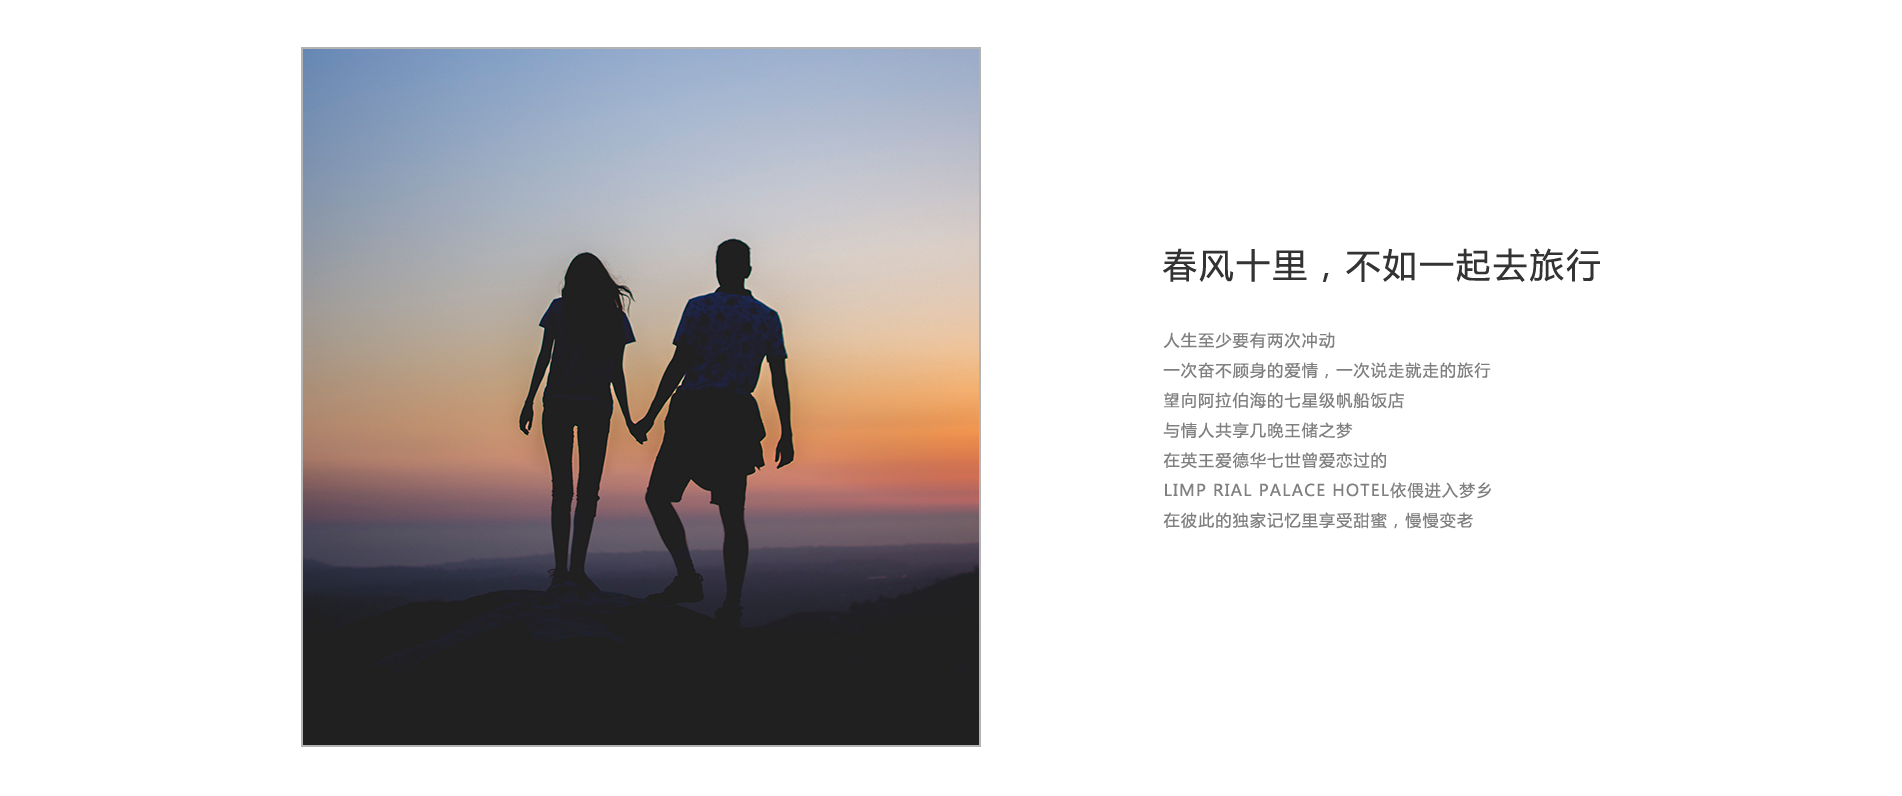 春风十里，不如一起去旅行
人生至少要有两次冲动
一次奋不顾身的爱情，一次说走就走的旅行
望向阿拉伯海的七星级帆船饭店
与情人共享几晚王储之梦
在英王爱德华七世曾爱恋过的
LIMP RIAL PALACE HOTEL依偎进入梦乡
在彼此的独家记忆里享受甜蜜，慢慢变老